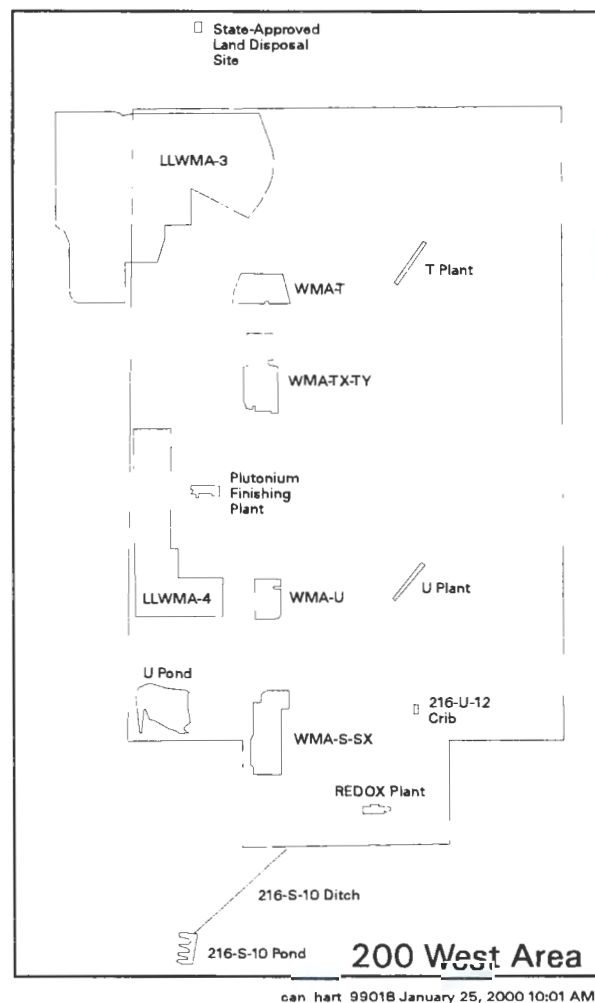 State-Approved
Land Disposal
Site
LLWMA-3
T Plant
WMA-T
WMA-TX-TY
Plutonium
Finishing
Plant
LLWMA-4
WMA-U
U Plant
U Pond
216-U-12
Crib
WMA-S-SX
REDOX Plant
216-S-10 Ditch
216-S-10 Pond
200 West Area
can_hart 99018 January 25, 2000 10:01 AM